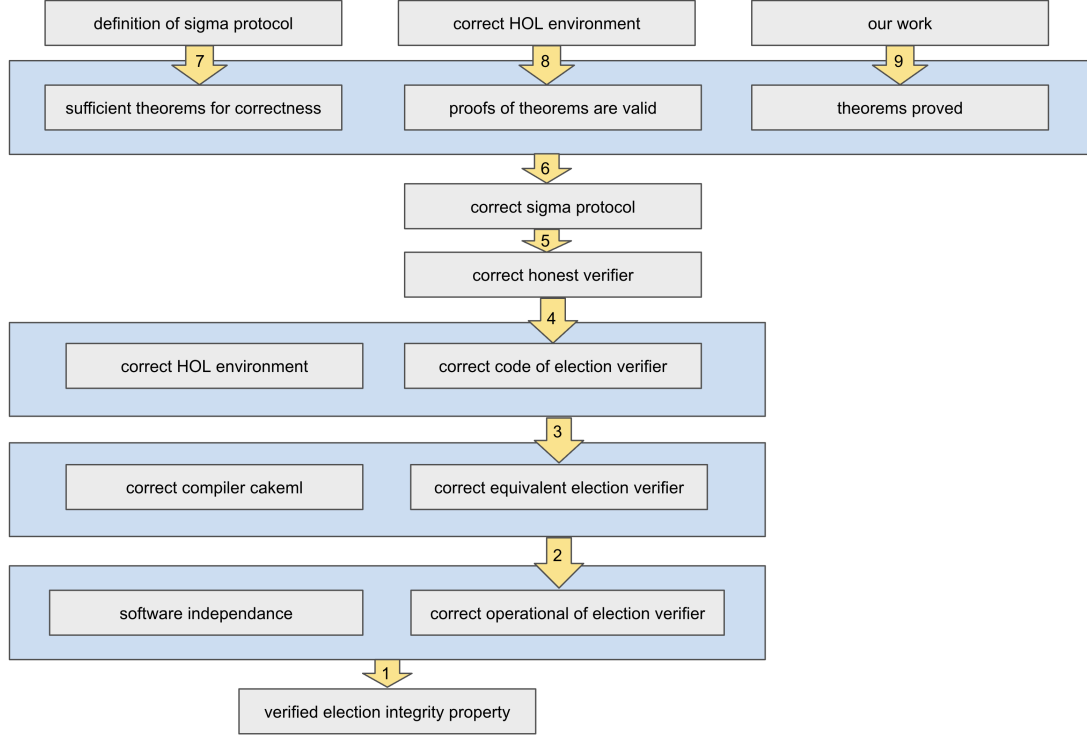 definition of sigma protocol
correct HOL environment
our work
7
8
9
sufficient theorems for correctness
proofs of theorems are valid
theorems proved
6
correct sigma protocol
5
correct honest verifier
4
correct HOL environment
correct code of election verifier
3
correct compiler cakeml
correct equivalent election verifier
2
software independance
correct operational of election verifier
1
verified election integrity property